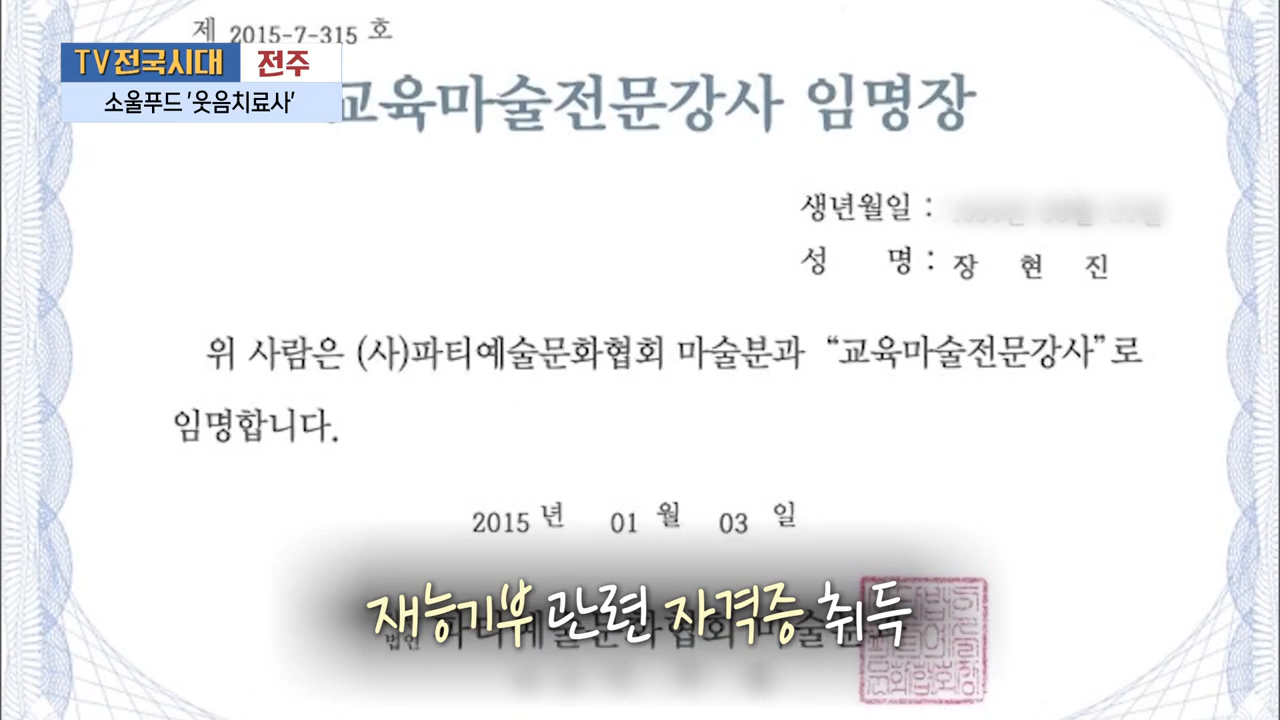 제 2015-7-315 호
TV전국시대 전주
소울푸드 '웃음치료사'
교육마술전문강사 임명장
생년월일 :
성 명 : 장 현 진
위 사람은 (사)파티예술문화협회 마술분과 “교육마술전문강사”로
임명합니다.
2015 년 01 월 03 일
재능기부 관련 자격증 취득